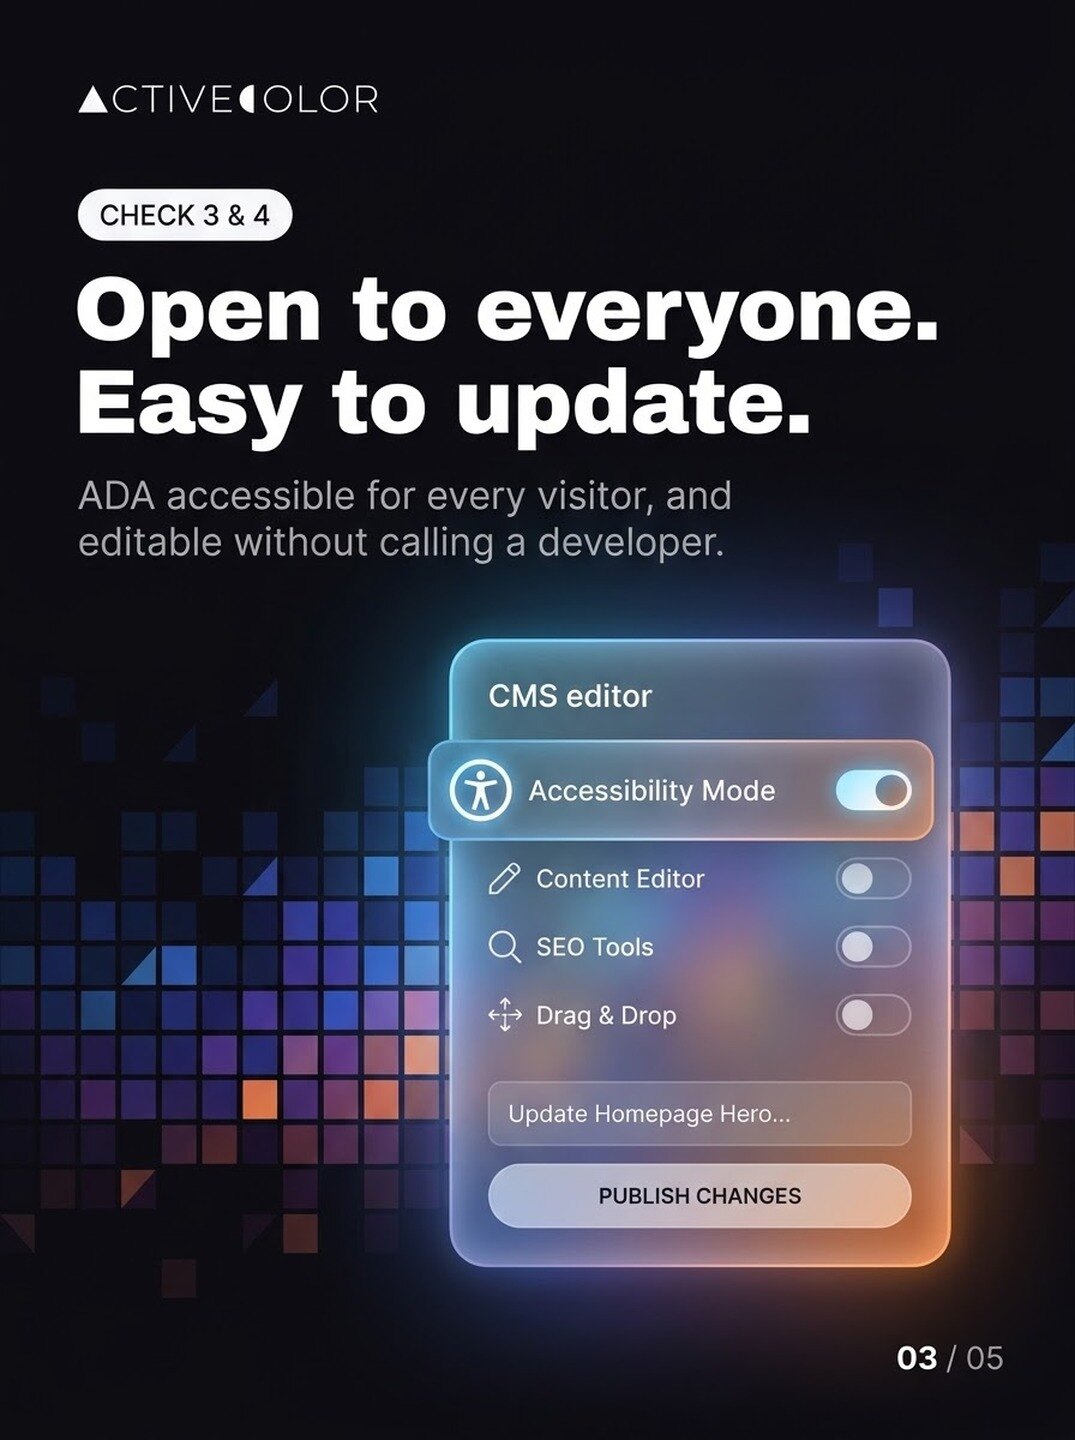 ACTIVECOLOR
CHECK 3 & 4
Open to everyone.
Easy to update.
ADA accessible for every visitor, and
editable without calling a developer.
CMS editor
Accessibility Mode
Content Editor
SEO Tools
Drag & Drop
Update Homepage Hero...
PUBLISH CHANGES
03 / 05